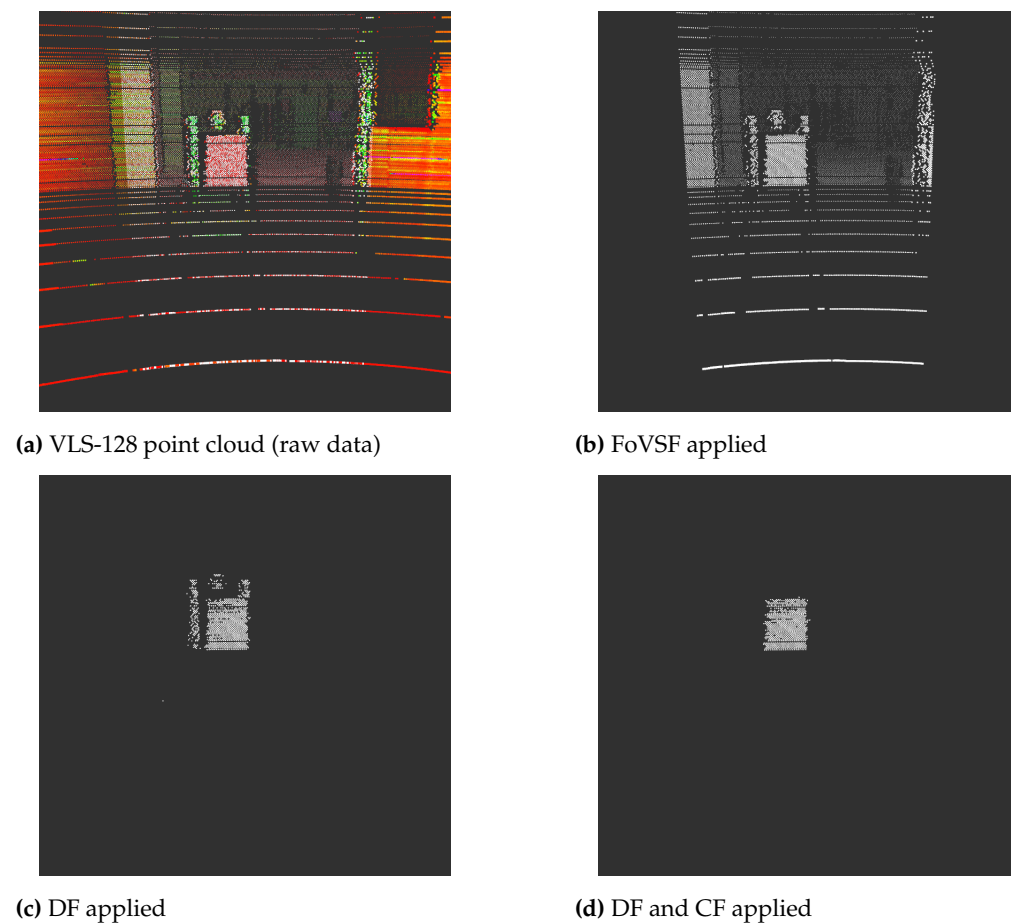 (a) VLS-128 point cloud (raw data)
(b) FoVSF applied
(c) DF applied
(d) DF and CF applied